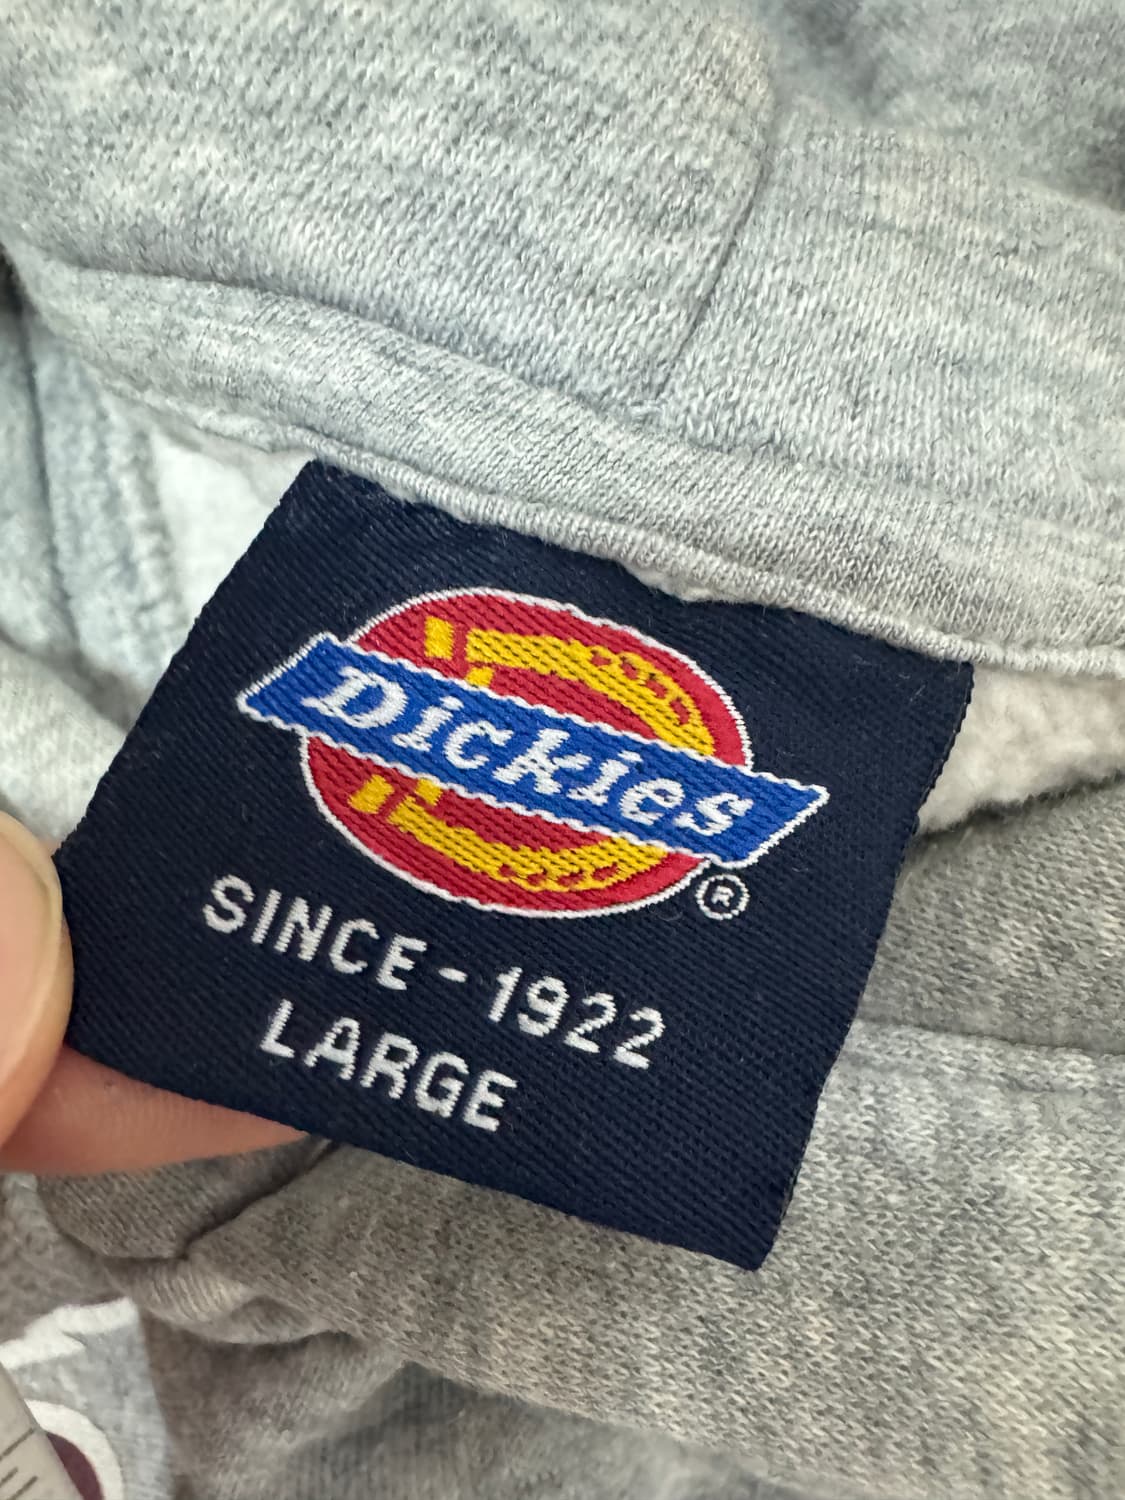 Dickies
®
SINCE - 1922
LARGE